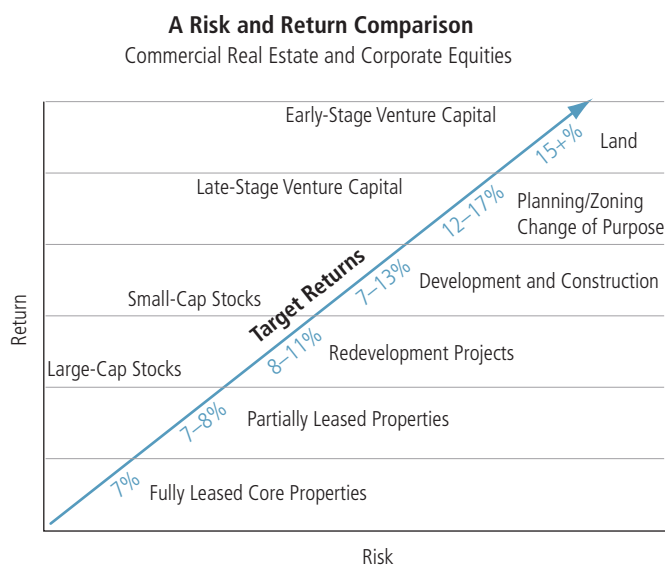 A Risk and Return Comparison
Commercial Real Estate and Corporate Equities
Early-Stage Venture Capital
15+%
Land
Late-Stage Venture Capital
12–17%
Planning/Zoning
Change of Purpose
Small-Cap Stocks
Target Returns
7–13%
Development and Construction
Return
Large-Cap Stocks
8–11%
Redevelopment Projects
7–8%
Partially Leased Properties
7%
Fully Leased Core Properties
Risk